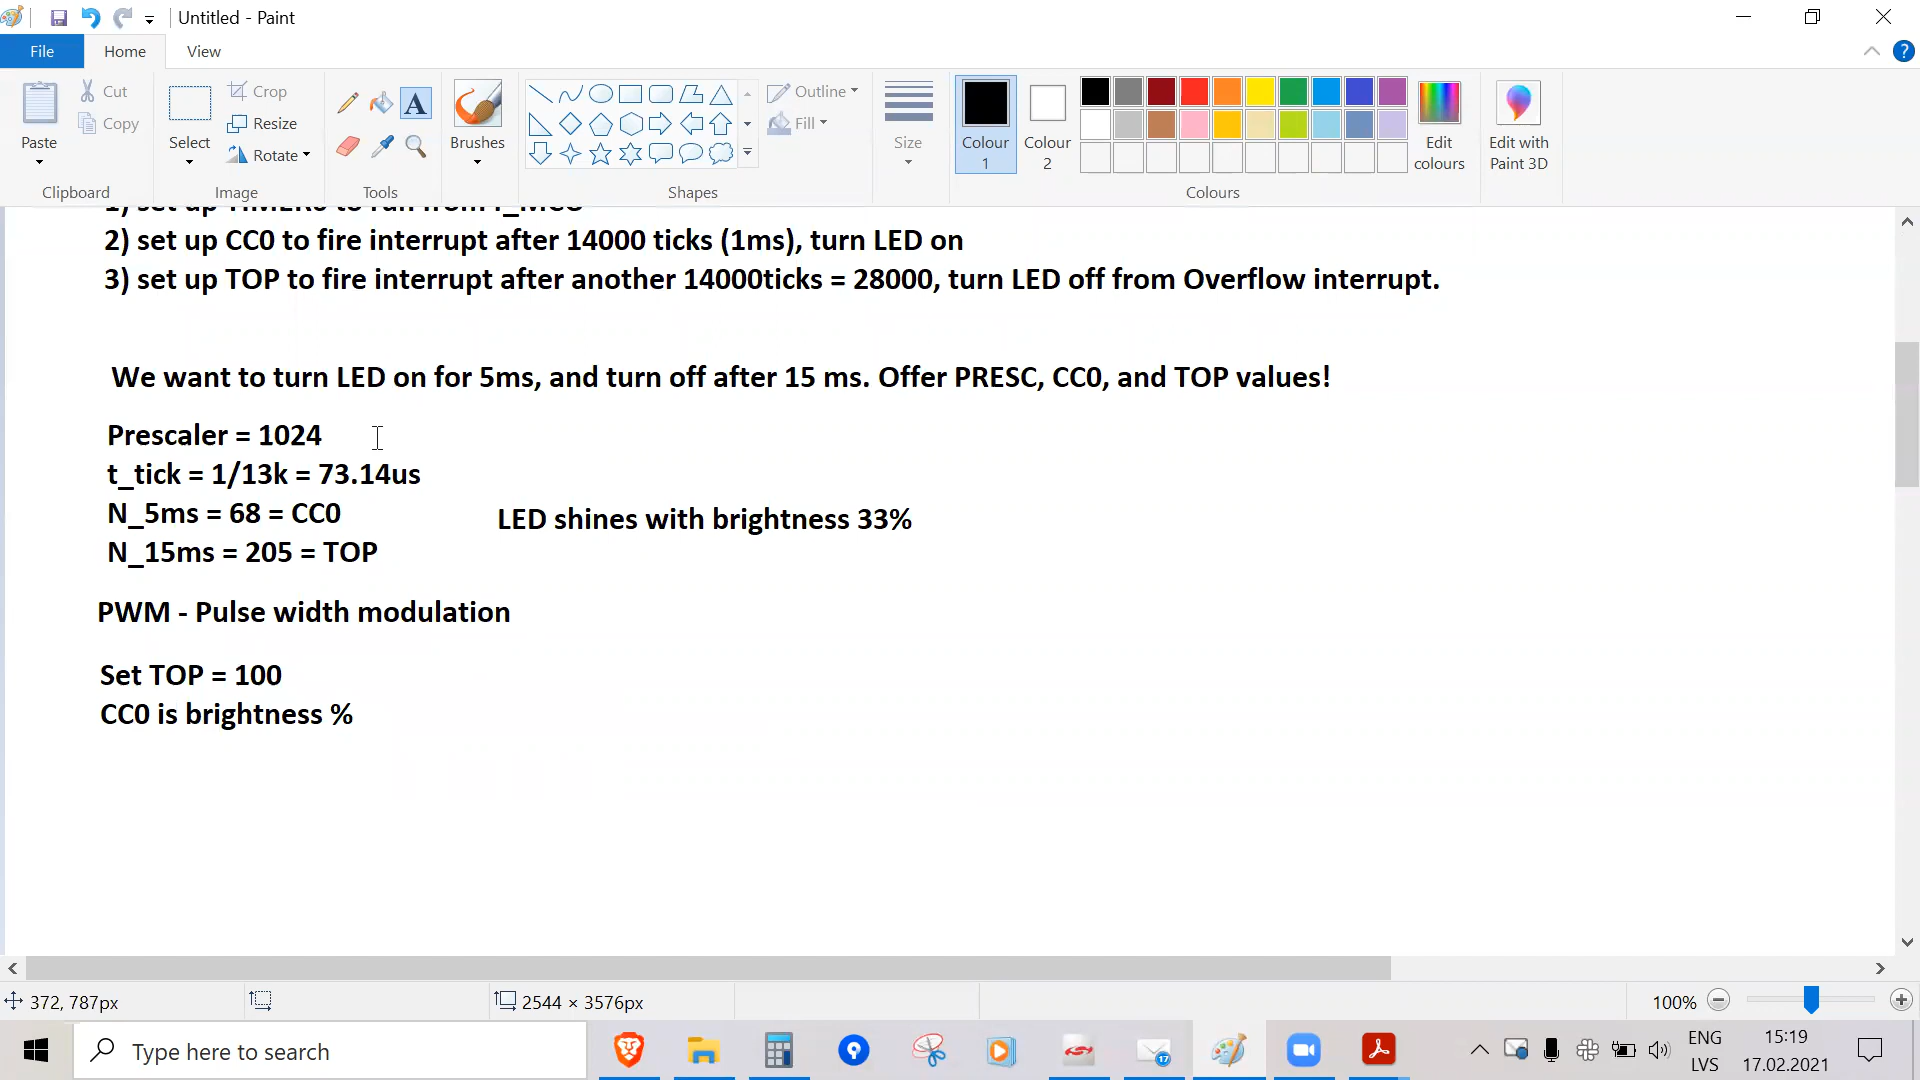 Untitled - Paint
File
Home
View
Paste
Cut
Copy
Clipboard
Select
Crop
Resize
Rotate
Image
A
Tools
Brushes
Shapes
Outline
Fill
Size
Colour
1
Colour
2
Edit
colours
Colours
Edit with
Paint 3D
2) set up CC0 to fire interrupt after 14000 ticks (1ms), turn LED on
3) set up TOP to fire interrupt after another 14000ticks = 28000, turn LED off from Overflow interrupt.
We want to turn LED on for 5ms, and turn off after 15 ms. Offer PRESC, CC0, and TOP values!
Prescaler = 1024
t_tick = 1/13k = 73.14us
N_5ms = 68 = CC0
LED shines with brightness 33%
N_15ms = 205 = TOP
PWM - Pulse width modulation
Set TOP = 100
CC0 is brightness %
372, 787px
2544 × 3576px
100%
Type here to search
17
ENG
LVS
15:19
17.02.2021